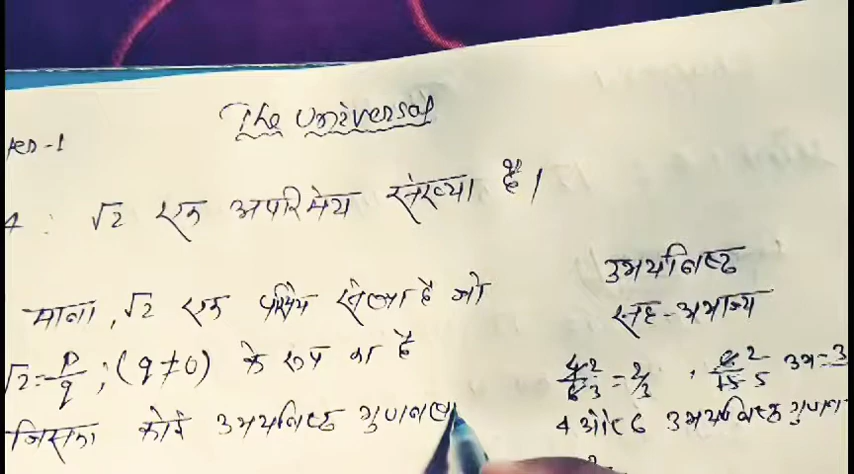 The Universal
4 : √2 एक अपरिमेय संख्या है।
माना, √2 एक परिमेय संख्या है जो
√2 = p/q ; (q ≠ 0) के रूप का है
जिसका कोई उभयनिष्ठ गुणनखंड
उभयनिष्ठ
सह-अभाज्य
4/6 = 2/3 ,
4 और 6 उभयनिष्ठ गुणन